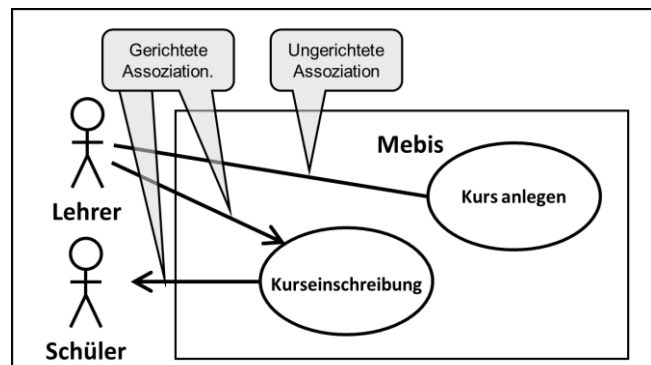 Gerichtete
Assoziation.
Ungerichtete
Assoziation
Mebis
Kurs anlegen
Lehrer
Kurseinschreibung
Schüler